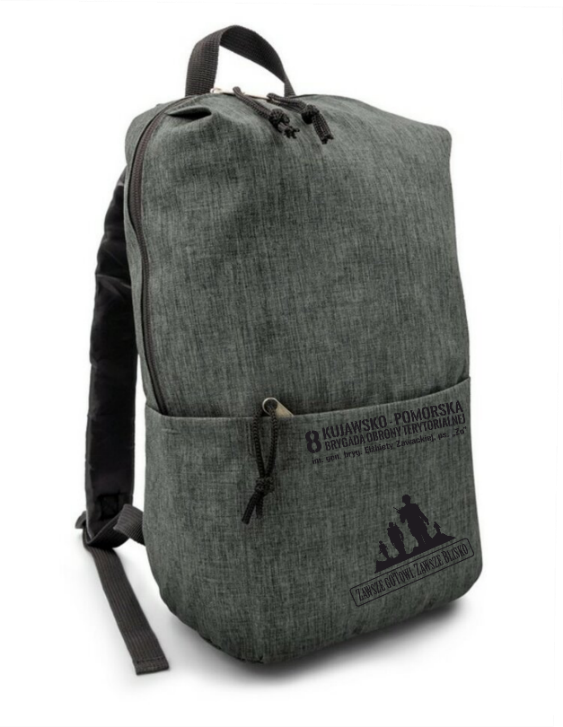 8 KUJAWSKO - POMORSKA
BRYGADA OBRONY TERYTORIALNEJ
im. gen. bryg. Elżbiety Zawackiej, ps. „Zo"
ZAWSZE GOTOWI ZAWSZE BLISKO